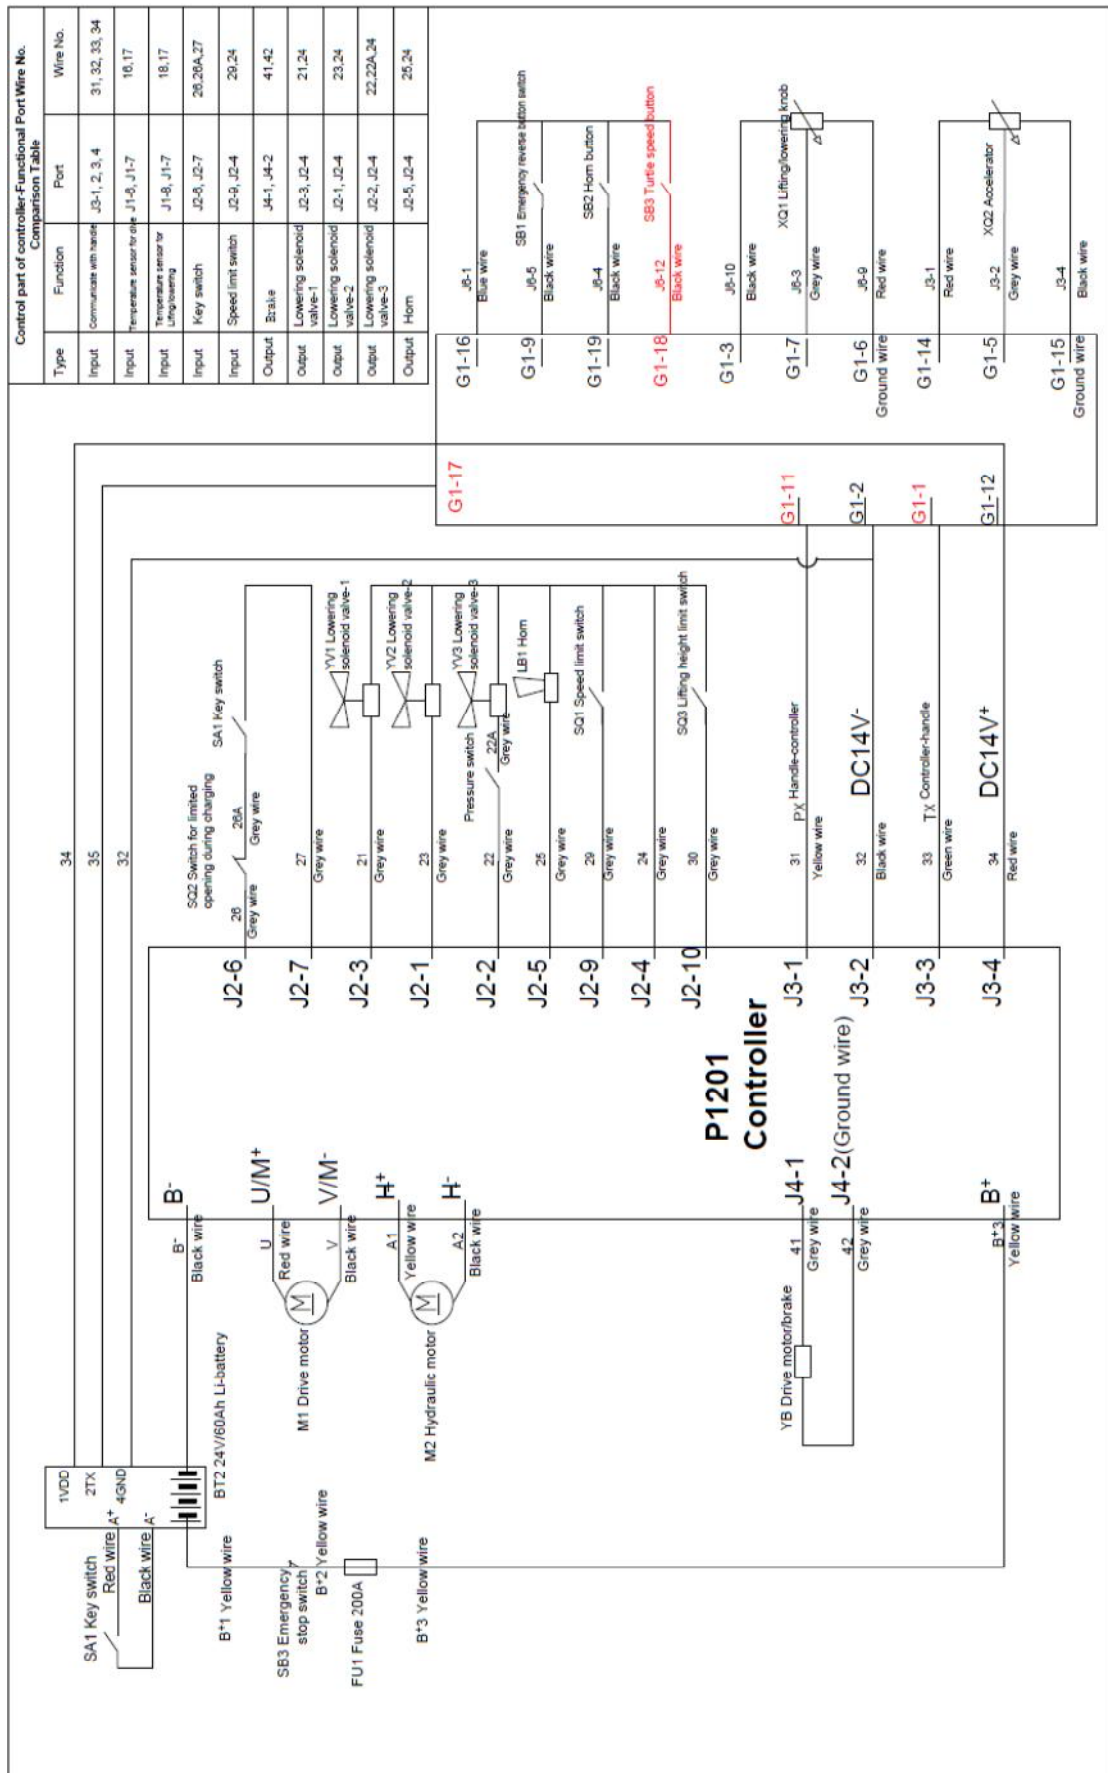 Control part of controller-Functional Port Wire No.
Comparison Table
Type Function Port Wire No.
Input Communicate with handle J3-1, 2, 3, 4 31, 32, 33, 34
Input Temperature sensor for drive J1-6, J1-7 16,17
Input Temperature sensor for Lifting/lowering J1-8, J1-7 18,17
Input Key switch J2-6, J2-7 26,26A,27
Input Speed limit switch J2-9, J2-4 29,24
Output Brake J4-1, J4-2 41,42
Output Lowering solenoid valve-1 J2-3, J2-4 21,24
Output Lowering solenoid valve-2 J2-1, J2-4 23,24
Output Lowering solenoid valve-3 J2-2, J2-4 22,22A,24
Output Horn J2-5, J2-4 25,24
SA1 Key switch
Red wire A+
Black wire A-
1VDD
2TX
4GND
34
35
32
BT2 24V/60Ah Li-battery
B+1 Yellow wire
SB3 Emergency
stop switch
B+2 Yellow wire
FU1 Fuse 200A
B+3 Yellow wire
B-
Black wire
B-
U
Red wire
U/M+
M
M1 Drive motor
V
Black wire
V/M-
A1
Yellow wire
H+
M
M2 Hydraulic motor
A2
Black wire
H-
P1201
Controller
YB Drive motor/brake
41
Grey wire
J4-1
42
Grey wire
J4-2(Ground wire)
B+3
Yellow wire
B+
SQ2 Switch for limited
opening during charging
J2-6
26
Grey wire
26A
Grey wire
SA1 Key switch
J2-7
27
Grey wire
J2-3
21
Grey wire
YV1 Lowering
solenoid valve-1
J2-1
23
Grey wire
YV2 Lowering
solenoid valve-2
J2-2
22
Grey wire
Pressure switch
22A
Grey wire
YV3 Lowering
solenoid valve-3
J2-5
25
Grey wire
LB1 Horn
J2-9
29
Grey wire
SQ1 Speed limit switch
J2-4
24
Grey wire
J2-10
30
Grey wire
SQ3 Lifting height limit switch
J3-1
31
Yellow wire
PX Handle-controller
G1-11
J3-2
32
Black wire
DC14V-
G1-2
J3-3
33
Green wire
TX Controller-handle
G1-1
J3-4
34
Red wire
DC14V+
G1-12
G1-17
G1-16
J6-1
Blue wire
G1-9
J6-5
Black wire
SB1 Emergency reverse button switch
G1-19
J6-4
Black wire
SB2 Horn button
G1-18
J6-12
Black wire
SB3 Turtle speed button
G1-3
J6-10
Black wire
G1-7
J6-3
Grey wire
XQ1 Lifting/lowering knob
G1-6
Ground wire
J6-9
Red wire
G1-14
J3-1
Red wire
G1-5
J3-2
Grey wire
XQ2 Accelerator
G1-15
Ground wire
J3-4
Black wire